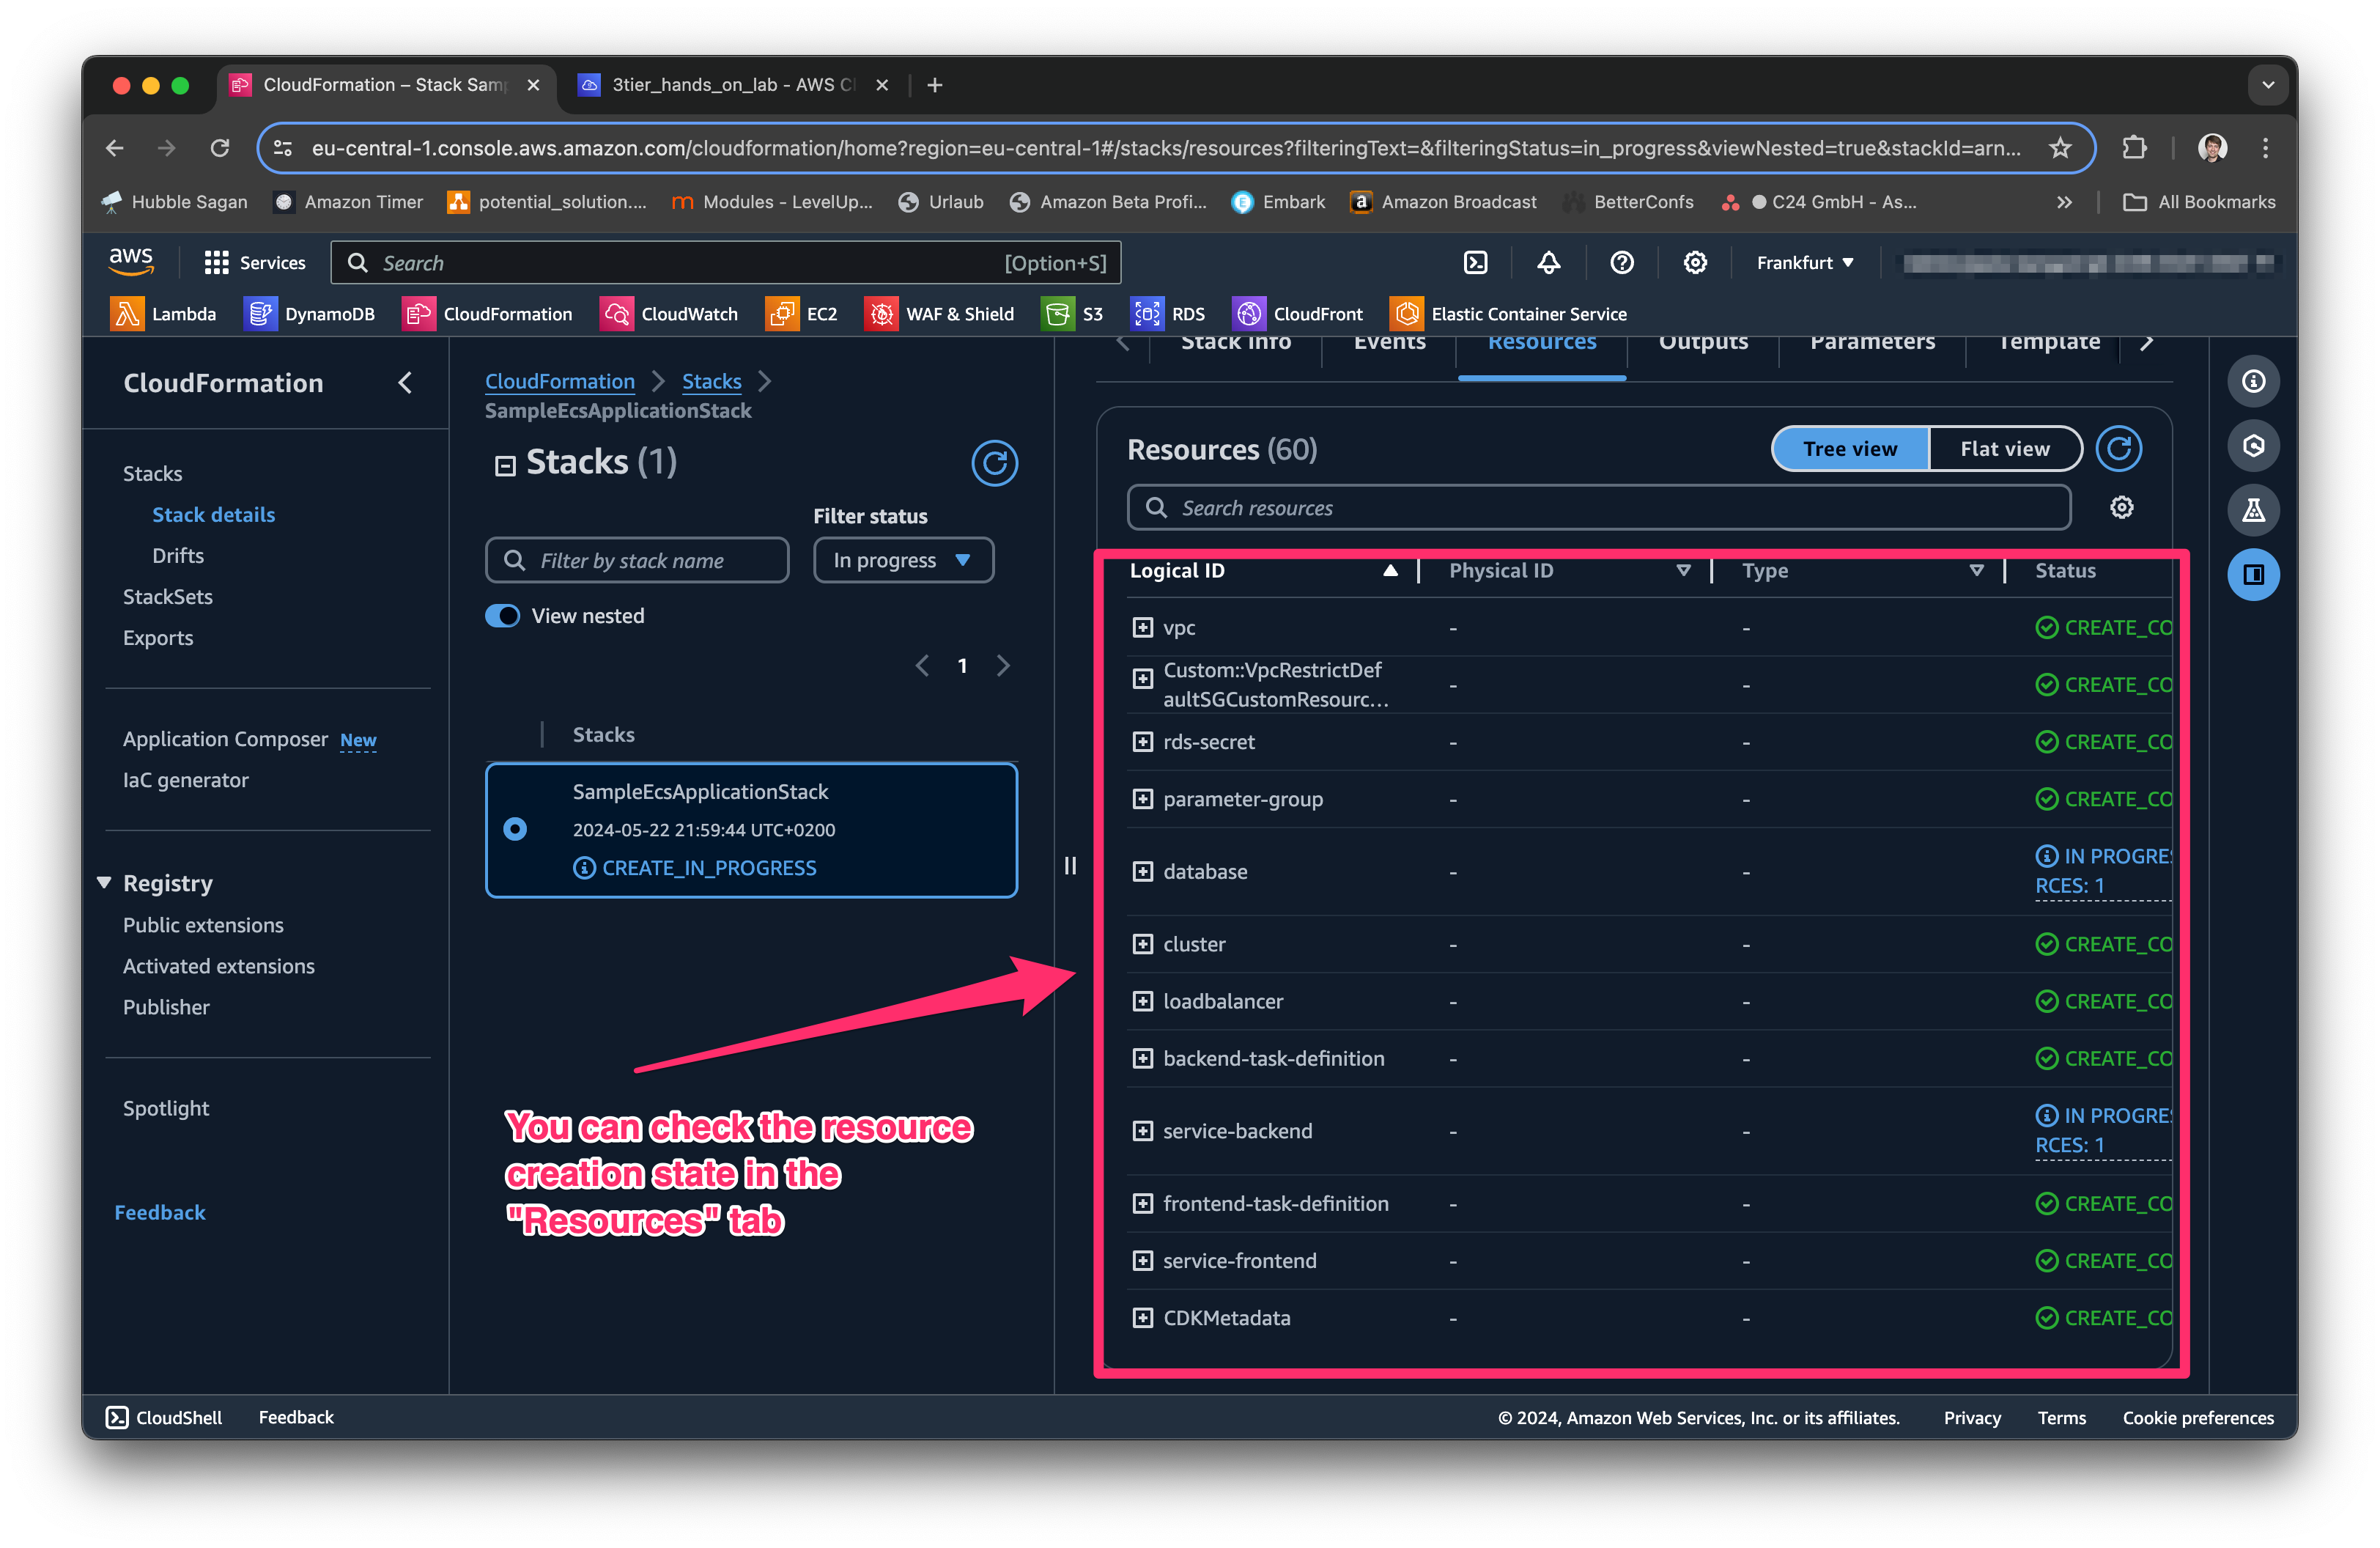 CloudFormation – Stack Sam
3tier_hands_on_lab - AWS C
eu-central-1.console.aws.amazon.com/cloudformation/home?region=eu-central-1#/stacks/resources?filteringText=&filteringStatus=in_progress&viewNested=true&stackId=arn...
Hubble Sagan
Amazon Timer
potential_solution....
Modules - LevelUp...
Urlaub
Amazon Beta Profi...
Embark
Amazon Broadcast
BetterConfs
C24 GmbH - As...
All Bookmarks
aws
Services
Search
[Option+S]
Frankfurt
Lambda
DynamoDB
CloudFormation
CloudWatch
EC2
WAF & Shield
S3
RDS
CloudFront
Elastic Container Service
CloudFormation
Stacks
Stack details
Drifts
StackSets
Exports
Application Composer New
IaC generator
Registry
Public extensions
Activated extensions
Publisher
Spotlight
Feedback
CloudFormation > Stacks >
SampleEcsApplicationStack
Stacks (1)
Filter status
Filter by stack name
In progress
View nested
1
Stacks
SampleEcsApplicationStack
2024-05-22 21:59:44 UTC+0200
CREATE_IN_PROGRESS
You can check the resource
creation state in the
"Resources" tab
Stack info
Events
Resources
Outputs
Parameters
Template
Resources (60)
Tree view
Flat view
Search resources
Logical ID
Physical ID
Type
Status
vpc - - CREATE_CO
Custom::VpcRestrictDef
aultSGCustomResourc... - - CREATE_CO
rds-secret - - CREATE_CO
parameter-group - - CREATE_CO
database - - IN PROGRE
RCES: 1
cluster - - CREATE_CO
loadbalancer - - CREATE_CO
backend-task-definition - - CREATE_CO
service-backend - - IN PROGRE
RCES: 1
frontend-task-definition - - CREATE_CO
service-frontend - - CREATE_CO
CDKMetadata - - CREATE_CO
CloudShell
Feedback
© 2024, Amazon Web Services, Inc. or its affiliates.
Privacy
Terms
Cookie preferences